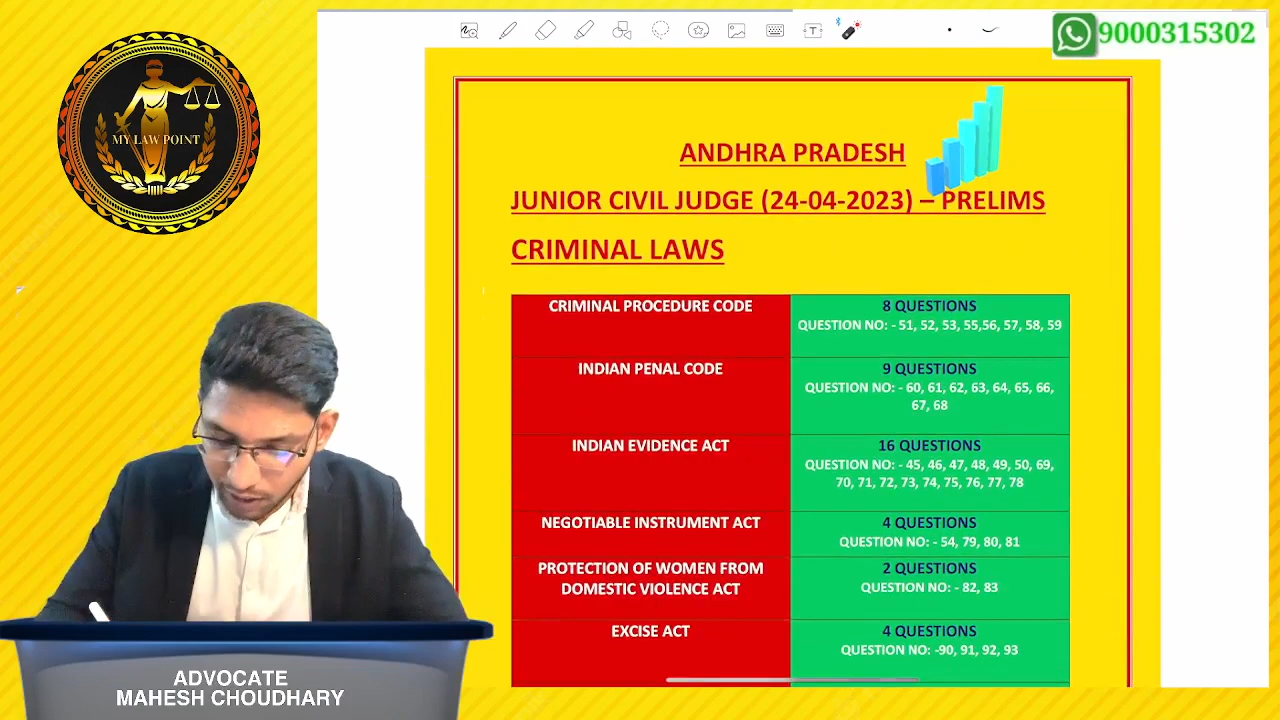 9000315302
MY LAW POINT
ANDHRA PRADESH
JUNIOR CIVIL JUDGE (24-04-2023) – PRELIMS
CRIMINAL LAWS
CRIMINAL PROCEDURE CODE
8 QUESTIONS
QUESTION NO: - 51, 52, 53, 55,56, 57, 58, 59
INDIAN PENAL CODE
9 QUESTIONS
QUESTION NO: - 60, 61, 62, 63, 64, 65, 66,
67, 68
INDIAN EVIDENCE ACT
16 QUESTIONS
QUESTION NO: - 45, 46, 47, 48, 49, 50, 69,
70, 71, 72, 73, 74, 75, 76, 77, 78
NEGOTIABLE INSTRUMENT ACT
4 QUESTIONS
QUESTION NO: - 54, 79, 80, 81
PROTECTION OF WOMEN FROM
DOMESTIC VIOLENCE ACT
2 QUESTIONS
QUESTION NO: - 82, 83
EXCISE ACT
4 QUESTIONS
QUESTION NO: -90, 91, 92, 93
ADVOCATE
MAHESH CHOUDHARY